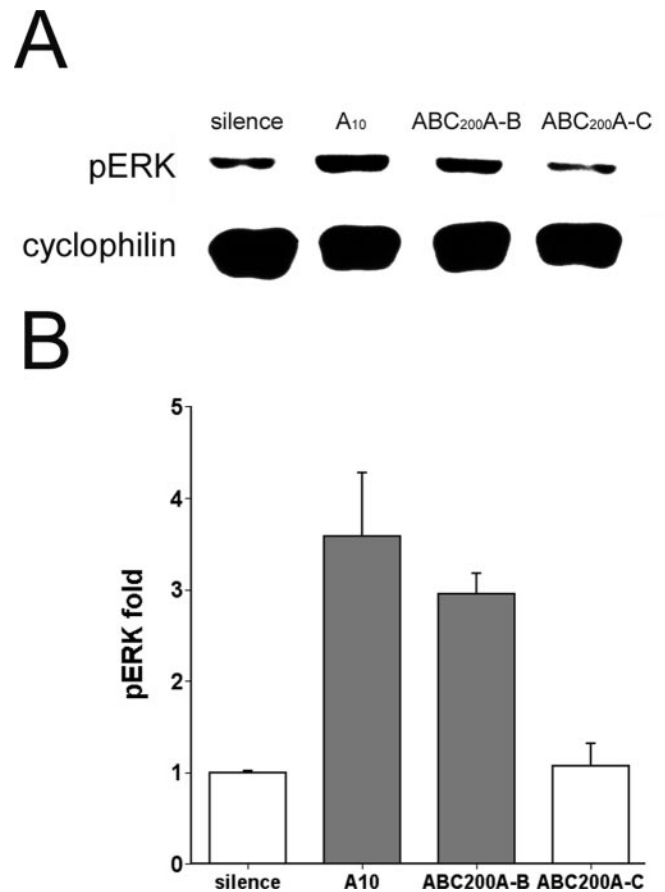 A
silence A₁₀ ABC₂₀₀A-B ABC₂₀₀A-C
pERK
cyclophilin
B
5
4
3
2
1
0
pERK fold
silence A10 ABC200A-B ABC200A-C